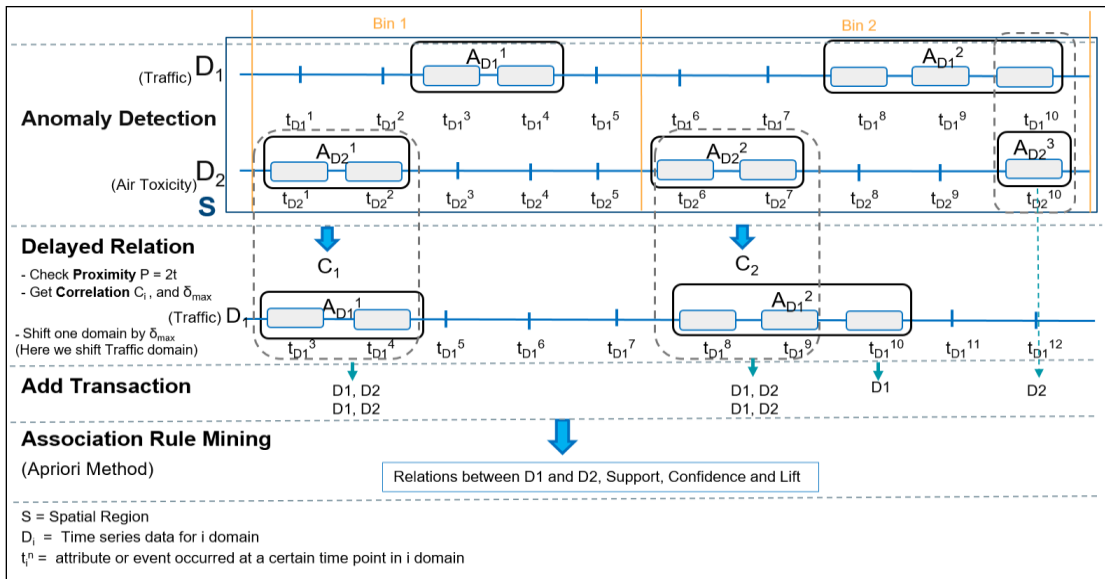 Bin 1 Bin 2
(Traffic) D1 AD1^1 AD1^2
Anomaly Detection tD1^1 tD1^2 tD1^3 tD1^4 tD1^5 tD1^6 tD1^7 tD1^8 tD1^9 tD1^10
(Air Toxicity) D2 AD2^1 AD2^2 AD2^3
S tD2^1 tD2^2 tD2^3 tD2^4 tD2^5 tD2^6 tD2^7 tD2^8 tD2^9 tD2^10
Delayed Relation
- Check Proximity P = 2t
- Get Correlation Ci , and δmax
C1 C2
(Traffic) D1 AD1^1 AD1^2
- Shift one domain by δmax
(Here we shift Traffic domain)
tD1^3 tD1^4 tD1^5 tD1^6 tD1^7 tD1^8 tD1^9 tD1^10 tD1^11 tD1^12
Add Transaction
D1, D2 D1, D2 D1 D2
D1, D2 D1, D2
Association Rule Mining
(Apriori Method)
Relations between D1 and D2, Support, Confidence and Lift
S = Spatial Region
Di = Time series data for i domain
ti^n = attribute or event occurred at a certain time point in i domain